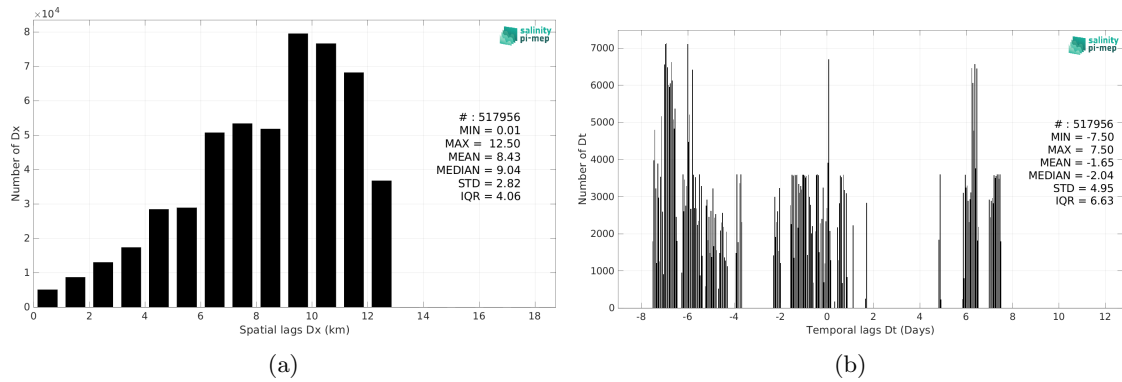 ×10⁴
8
7
6
5
4
3
2
1
0
Number of Dx
0 2 4 6 8 10 12 14 16 18
Spatial lags Dx (km)
salinity
pi-mep
# : 517956
MIN = 0.01
MAX = 12.50
MEAN = 8.43
MEDIAN = 9.04
STD = 2.82
IQR = 4.06
(a)
7000
6000
5000
4000
3000
2000
1000
0
Number of Dt
-8 -6 -4 -2 0 2 4 6 8 10 12
Temporal lags Dt (Days)
salinity
pi-mep
# : 517956
MIN = -7.50
MAX = 7.50
MEAN = -1.65
MEDIAN = -2.04
STD = 4.95
IQR = 6.63
(b)